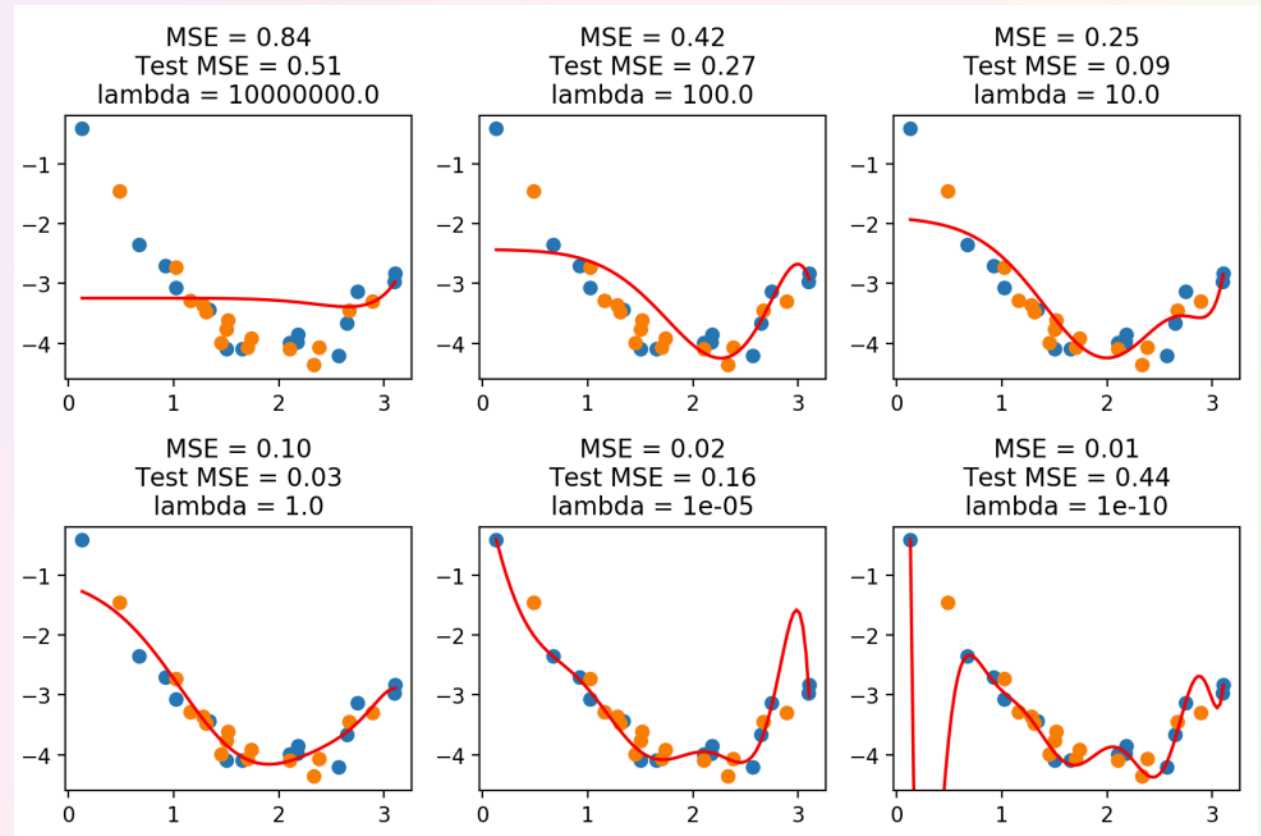 MSE = 0.84
Test MSE = 0.51
lambda = 10000000.0
−1
−2
−3
−4
0 1 2 3
MSE = 0.42
Test MSE = 0.27
lambda = 100.0
−1
−2
−3
−4
0 1 2 3
MSE = 0.25
Test MSE = 0.09
lambda = 10.0
−1
−2
−3
−4
0 1 2 3
MSE = 0.10
Test MSE = 0.03
lambda = 1.0
−1
−2
−3
−4
0 1 2 3
MSE = 0.02
Test MSE = 0.16
lambda = 1e-05
−1
−2
−3
−4
0 1 2 3
MSE = 0.01
Test MSE = 0.44
lambda = 1e-10
−1
−2
−3
−4
0 1 2 3